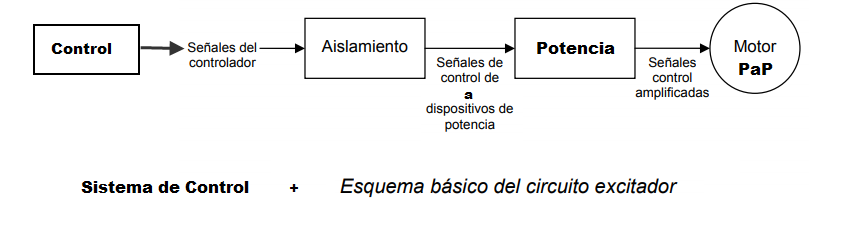 Control
Señales del
controlador
Aislamiento
Señales de
control de
a
dispositivos de
potencia
Potencia
Señales
control
amplificadas
Motor
PaP
Sistema de Control + Esquema básico del circuito excitador